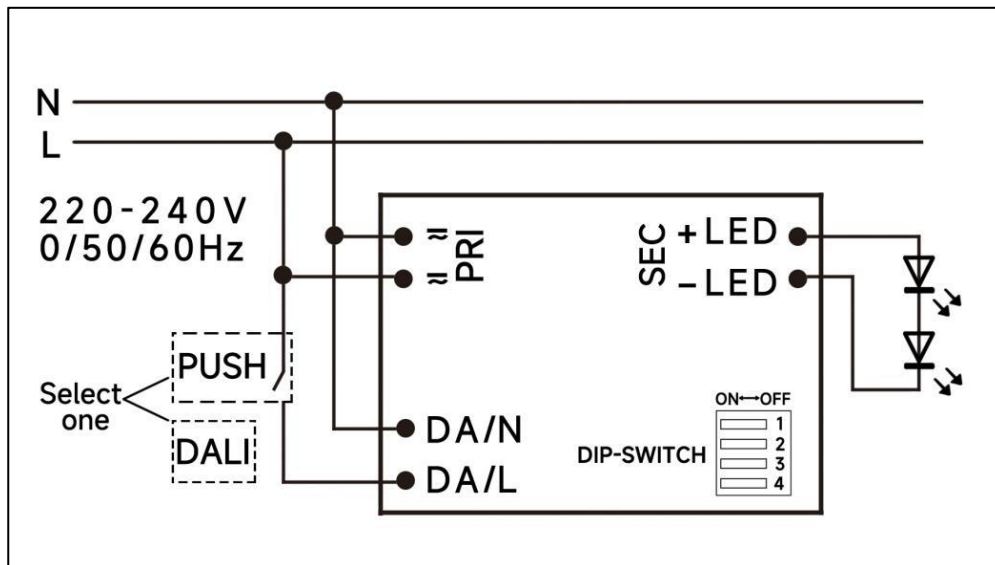 N
L
220-240V
0/50/60Hz
PRI
SEC
+LED
-LED
PUSH
Select
one
DALI
DA/N
DA/L
DIP-SWITCH
ON↔OFF
1
2
3
4